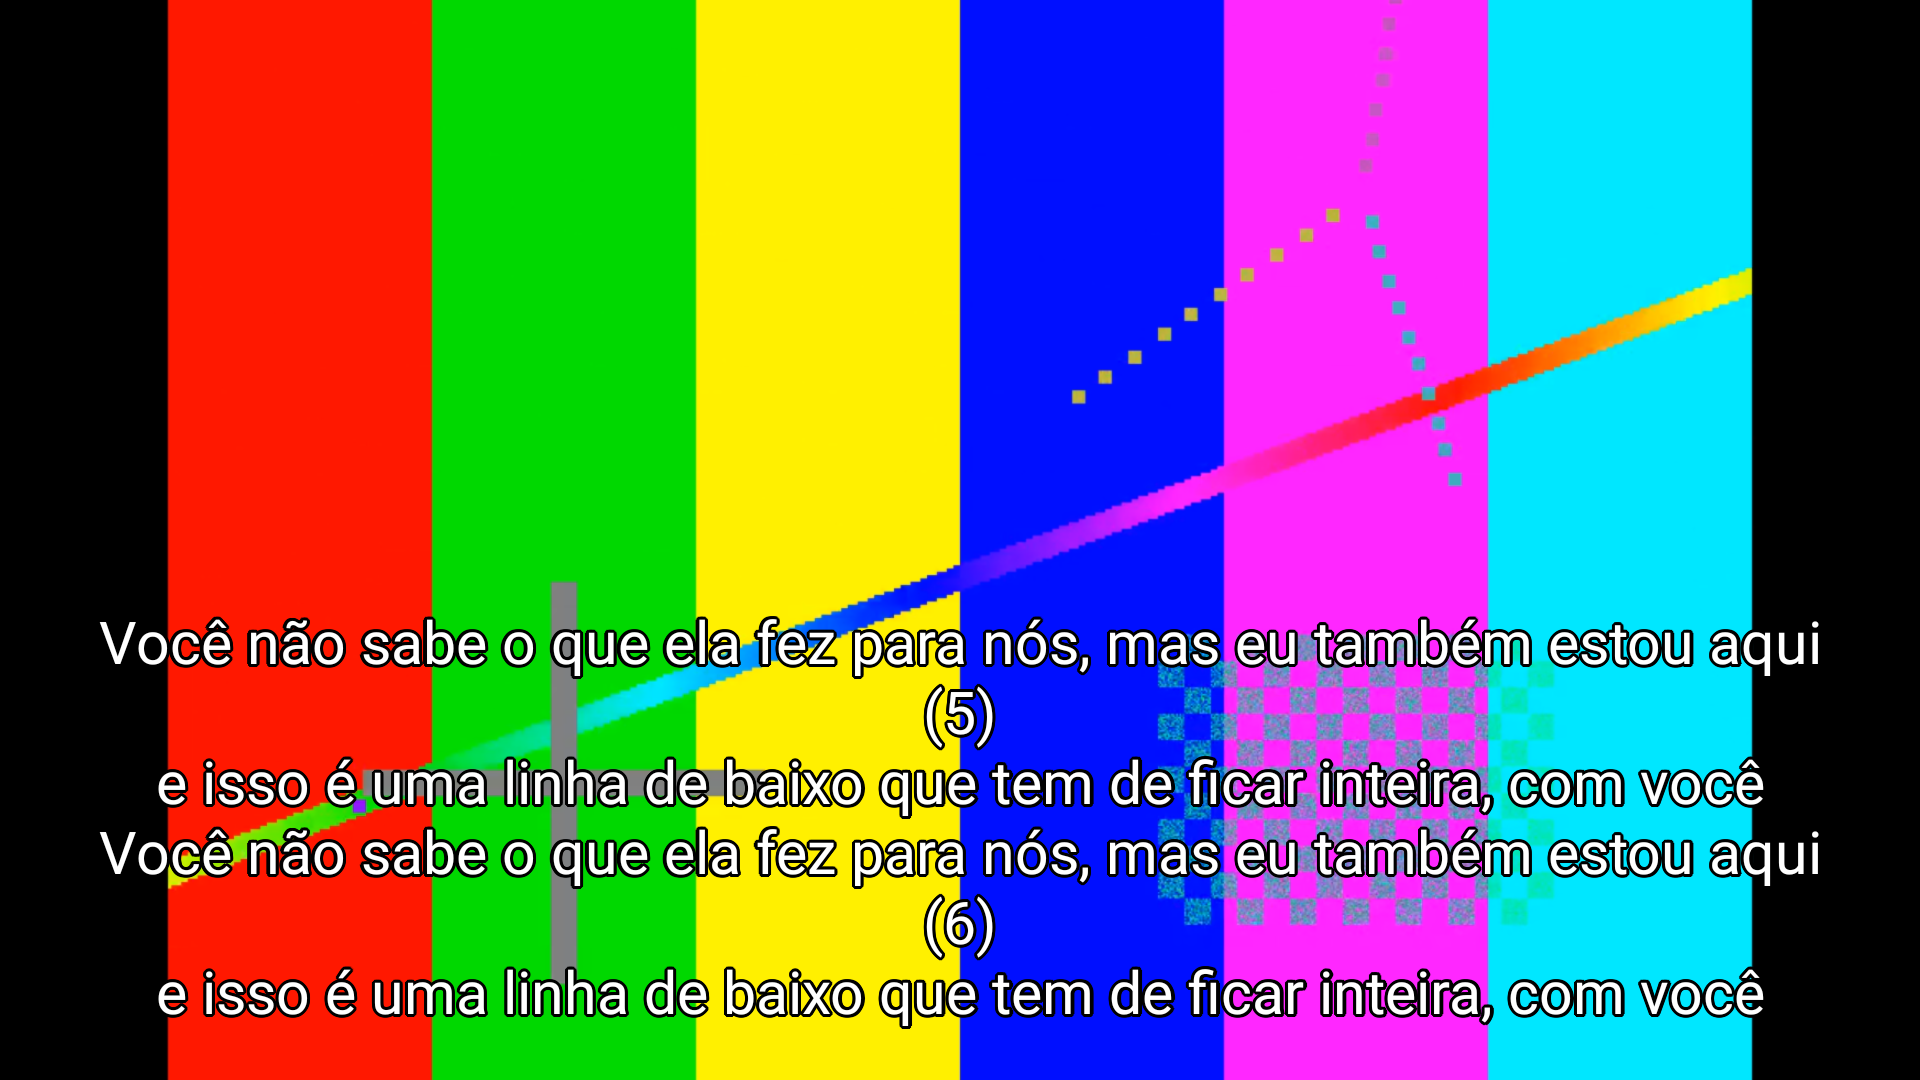 Você não sabe o que ela fez para nós, mas eu também estou aqui
(5)
e isso é uma linha de baixo que tem de ficar inteira, com você
Você não sabe o que ela fez para nós, mas eu também estou aqui
(6)
e isso é uma linha de baixo que tem de ficar inteira, com você